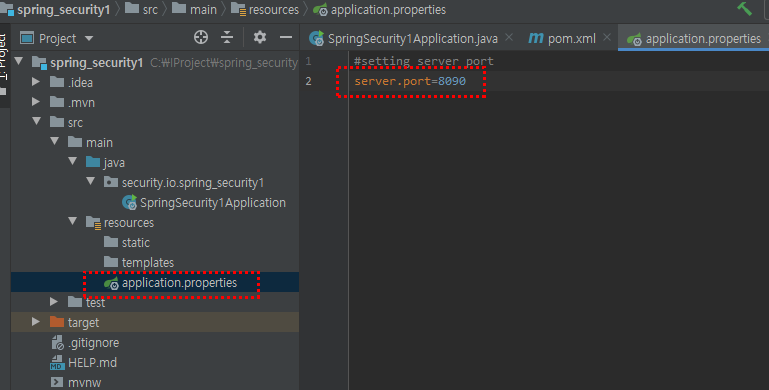 spring_security1 〉 src 〉 main 〉 resources 〉 application.properties
Project
SpringSecurity1Application.java
pom.xml
application.properties
1: Project
spring_security1 C:\IProject\spring_security
.idea
.mvn
src
main
java
security.io.spring_security1
SpringSecurity1Application
resources
static
templates
application.properties
test
target
.gitignore
HELP.md
mvnw
1 #setting server port
2 server.port=8090